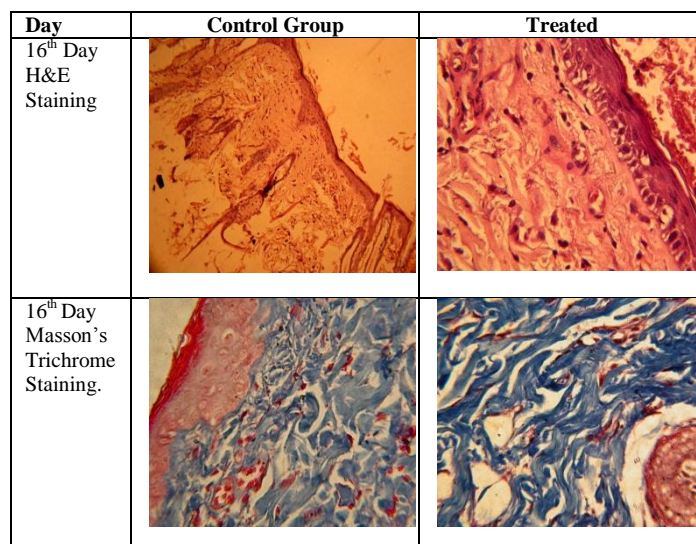 Day Control Group Treated
16th Day
H&E
Staining
16th Day
Masson's
Trichrome
Staining.